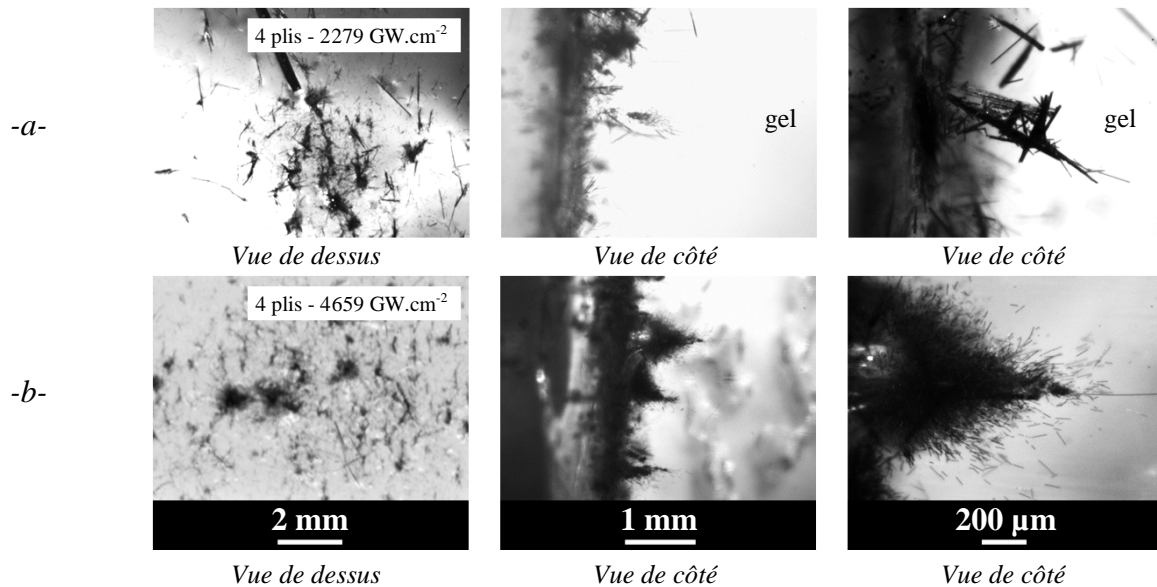 4 plis - 2279 GW.cm-2
-a-
gel
gel
Vue de dessus
Vue de côté
Vue de côté
4 plis - 4659 GW.cm-2
-b-
2 mm
1 mm
200 µm
Vue de dessus
Vue de côté
Vue de côté